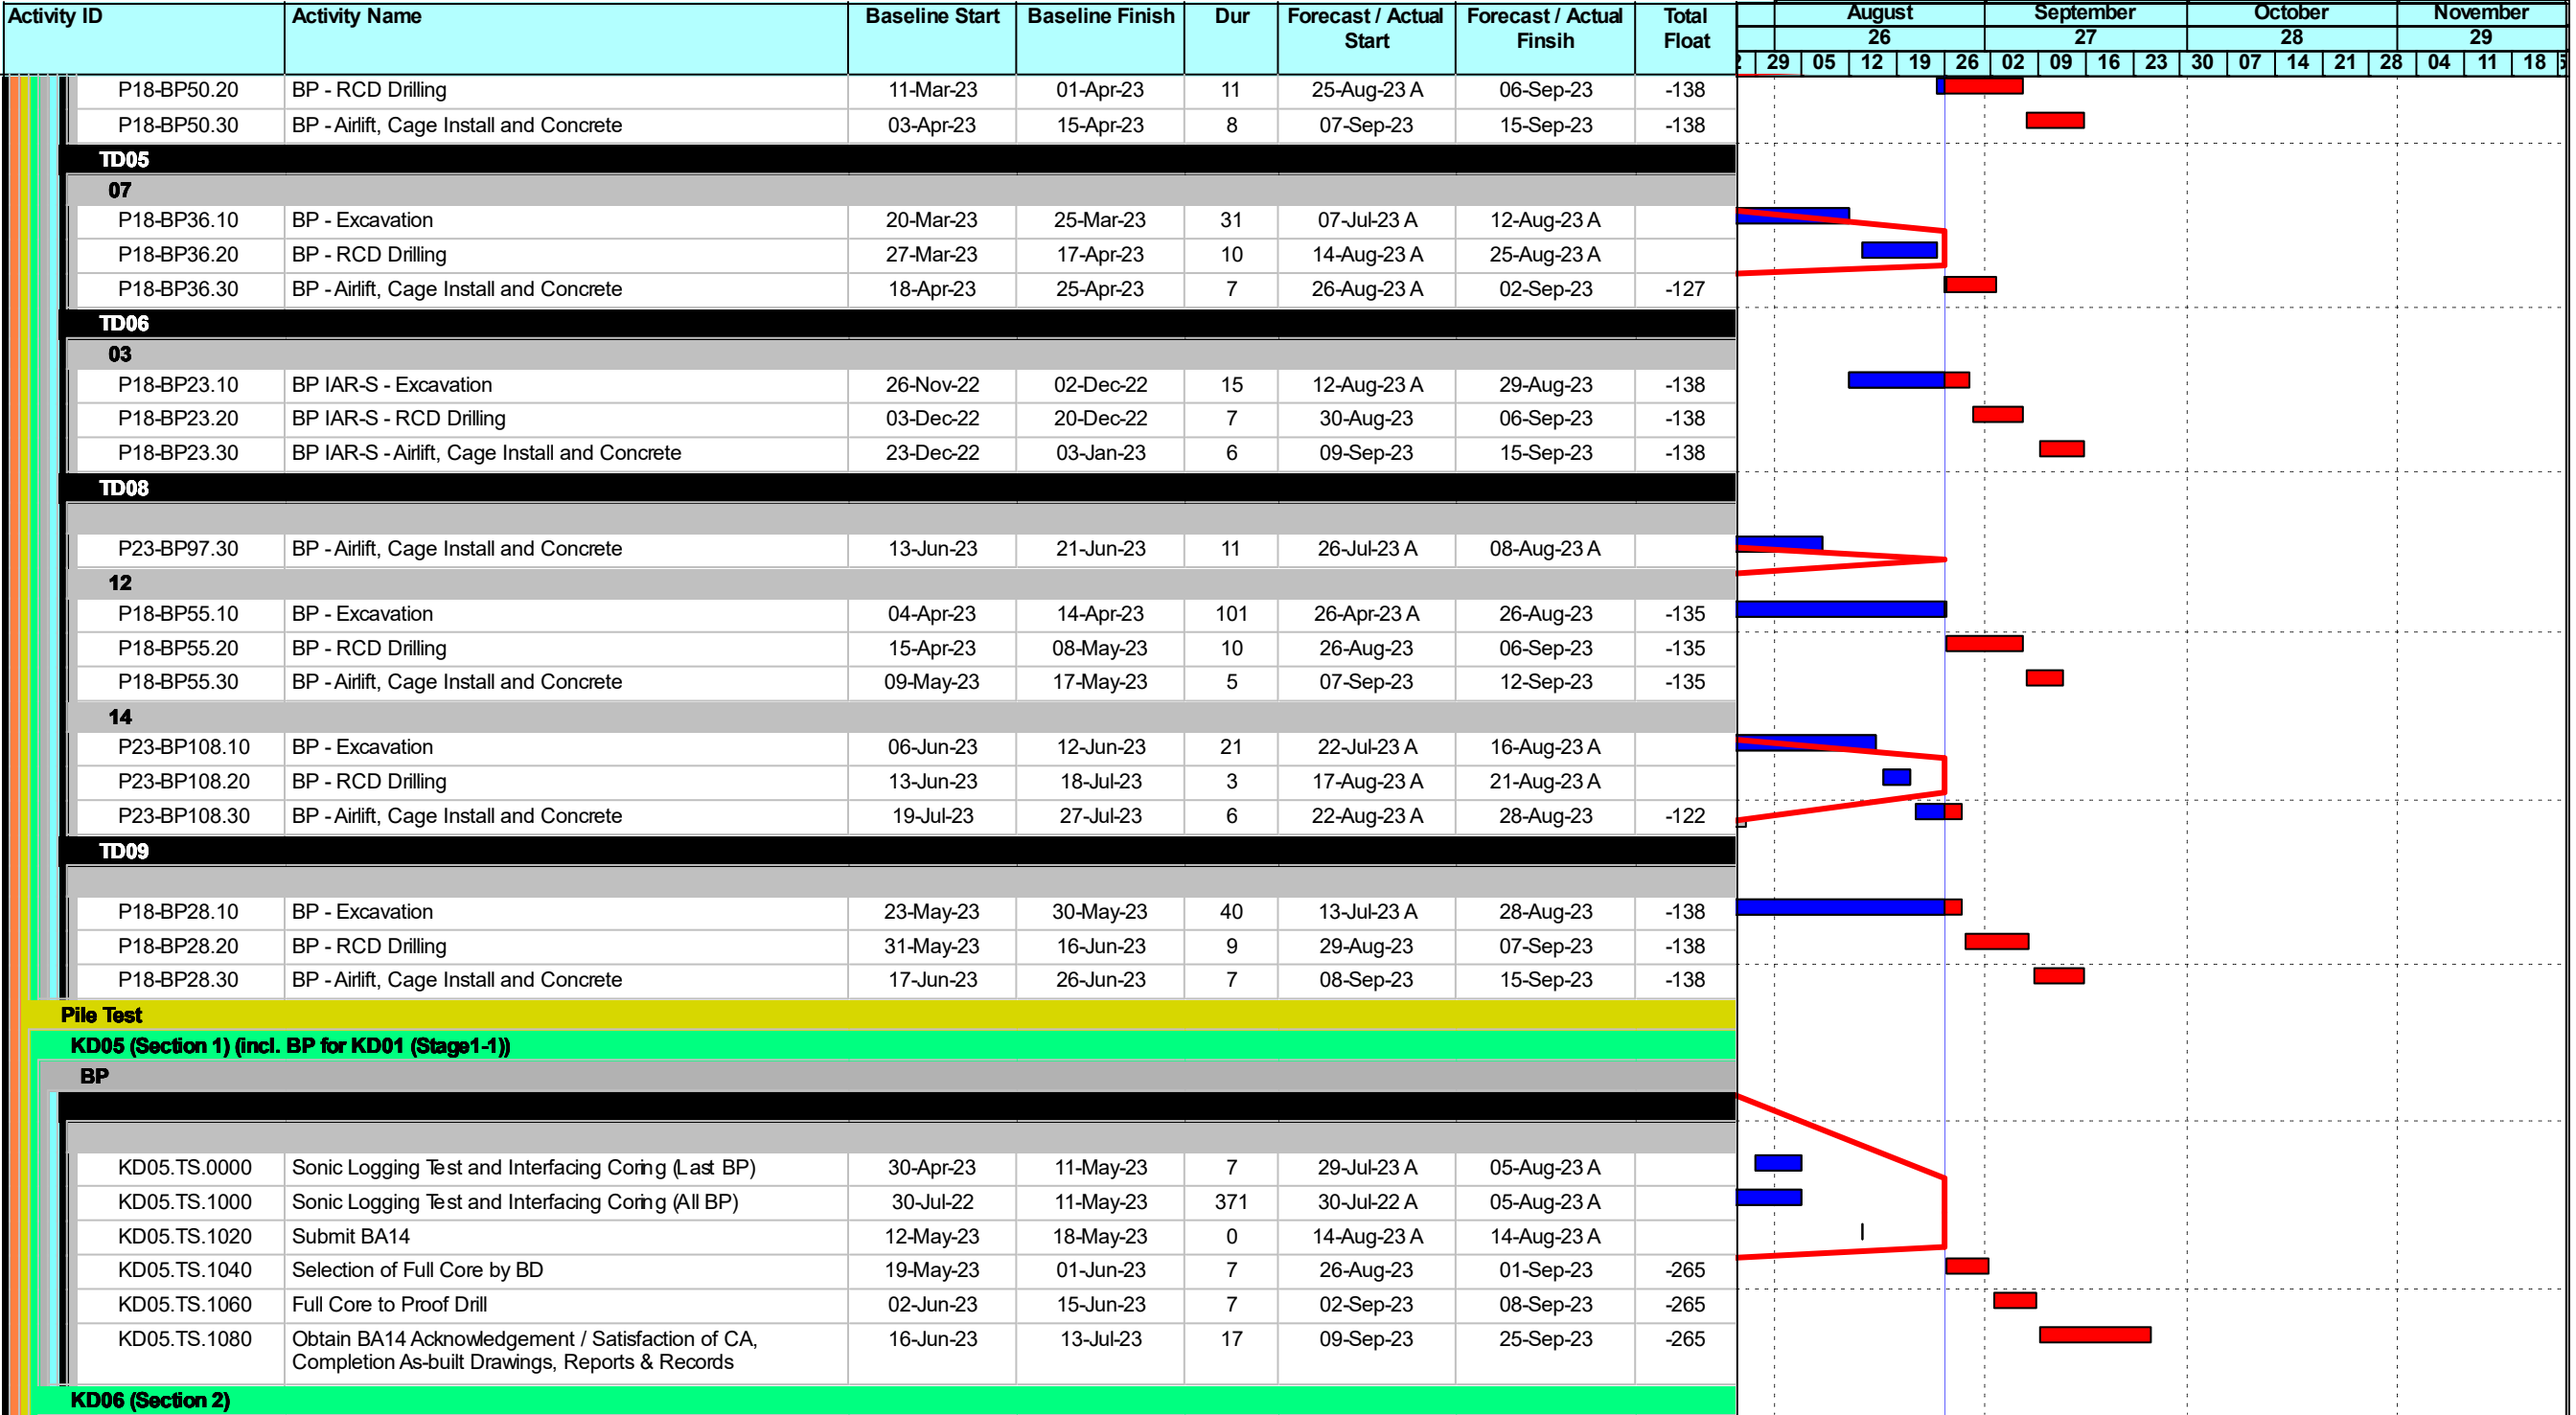 Activity ID Activity Name Baseline Start Baseline Finish Dur Forecast / Actual Start Forecast / Actual Finsih Total Float
August September October November
26 27 28 29
29 05 12 19 26 02 09 16 23 30 07 14 21 28 04 11 18
P18-BP50.20 BP - RCD Drilling 11-Mar-23 01-Apr-23 11 25-Aug-23 A 06-Sep-23 -138
P18-BP50.30 BP - Airlift, Cage Install and Concrete 03-Apr-23 15-Apr-23 8 07-Sep-23 15-Sep-23 -138
TD05
07
P18-BP36.10 BP - Excavation 20-Mar-23 25-Mar-23 31 07-Jul-23 A 12-Aug-23 A
P18-BP36.20 BP - RCD Drilling 27-Mar-23 17-Apr-23 10 14-Aug-23 A 25-Aug-23 A
P18-BP36.30 BP - Airlift, Cage Install and Concrete 18-Apr-23 25-Apr-23 7 26-Aug-23 A 02-Sep-23 -127
TD06
03
P18-BP23.10 BP IAR-S - Excavation 26-Nov-22 02-Dec-22 15 12-Aug-23 A 29-Aug-23 -138
P18-BP23.20 BP IAR-S - RCD Drilling 03-Dec-22 20-Dec-22 7 30-Aug-23 06-Sep-23 -138
P18-BP23.30 BP IAR-S - Airlift, Cage Install and Concrete 23-Dec-22 03-Jan-23 6 09-Sep-23 15-Sep-23 -138
TD08
P23-BP97.30 BP - Airlift, Cage Install and Concrete 13-Jun-23 21-Jun-23 11 26-Jul-23 A 08-Aug-23 A
12
P18-BP55.10 BP - Excavation 04-Apr-23 14-Apr-23 101 26-Apr-23 A 26-Aug-23 -135
P18-BP55.20 BP - RCD Drilling 15-Apr-23 08-May-23 10 26-Aug-23 06-Sep-23 -135
P18-BP55.30 BP - Airlift, Cage Install and Concrete 09-May-23 17-May-23 5 07-Sep-23 12-Sep-23 -135
14
P23-BP108.10 BP - Excavation 06-Jun-23 12-Jun-23 21 22-Jul-23 A 16-Aug-23 A
P23-BP108.20 BP - RCD Drilling 13-Jun-23 18-Jul-23 3 17-Aug-23 A 21-Aug-23 A
P23-BP108.30 BP - Airlift, Cage Install and Concrete 19-Jul-23 27-Jul-23 6 22-Aug-23 A 28-Aug-23 -122
TD09
P18-BP28.10 BP - Excavation 23-May-23 30-May-23 40 13-Jul-23 A 28-Aug-23 -138
P18-BP28.20 BP - RCD Drilling 31-May-23 16-Jun-23 9 29-Aug-23 07-Sep-23 -138
P18-BP28.30 BP - Airlift, Cage Install and Concrete 17-Jun-23 26-Jun-23 7 08-Sep-23 15-Sep-23 -138
Pile Test
KD05 (Section 1) (incl. BP for KD01 (Stage1-1))
BP
KD05.TS.0000 Sonic Logging Test and Interfacing Coring (Last BP) 30-Apr-23 11-May-23 7 29-Jul-23 A 05-Aug-23 A
KD05.TS.1000 Sonic Logging Test and Interfacing Coring (All BP) 30-Jul-22 11-May-23 371 30-Jul-22 A 05-Aug-23 A
KD05.TS.1020 Submit BA14 12-May-23 18-May-23 0 14-Aug-23 A 14-Aug-23 A
KD05.TS.1040 Selection of Full Core by BD 19-May-23 01-Jun-23 7 26-Aug-23 01-Sep-23 -265
KD05.TS.1060 Full Core to Proof Drill 02-Jun-23 15-Jun-23 7 02-Sep-23 08-Sep-23 -265
KD05.TS.1080 Obtain BA14 Acknowledgement / Satisfaction of CA, 16-Jun-23 13-Jul-23 17 09-Sep-23 25-Sep-23 -265
Completion As-built Drawings, Reports & Records
KD06 (Section 2)